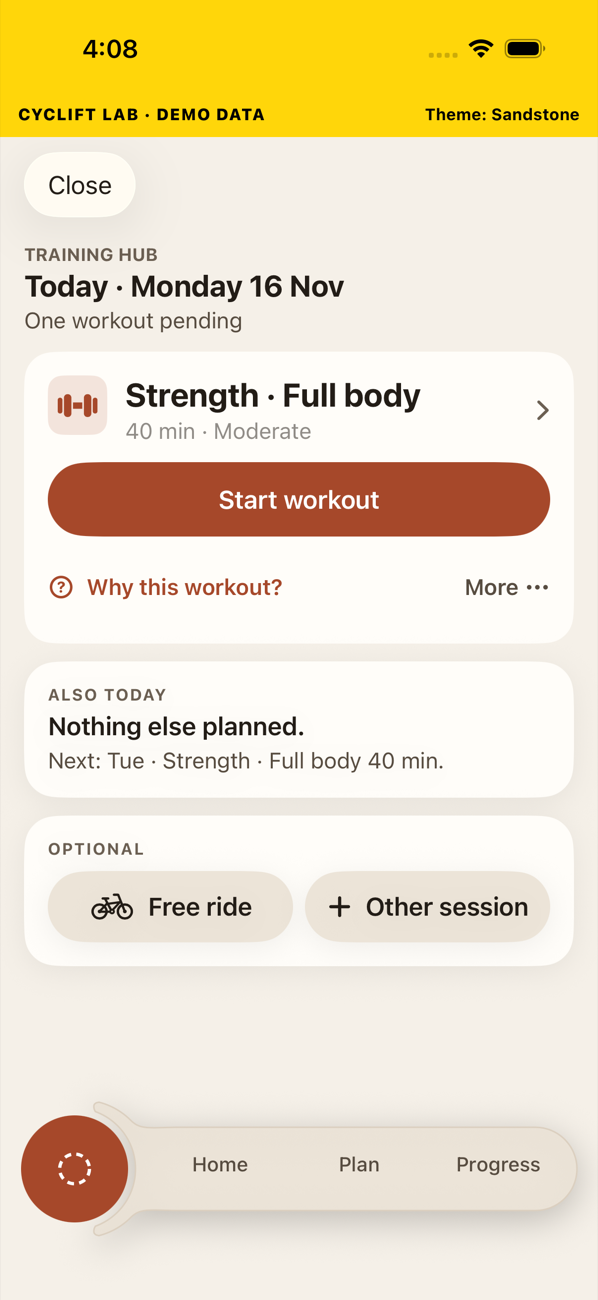 4:08
CYCLIFT LAB · DEMO DATA
Theme: Sandstone
Close
TRAINING HUB
Today · Monday 16 Nov
One workout pending
Strength · Full body
40 min · Moderate
Start workout
Why this workout?
More ···
ALSO TODAY
Nothing else planned.
Next: Tue · Strength · Full body 40 min.
OPTIONAL
Free ride
+ Other session
Home
Plan
Progress